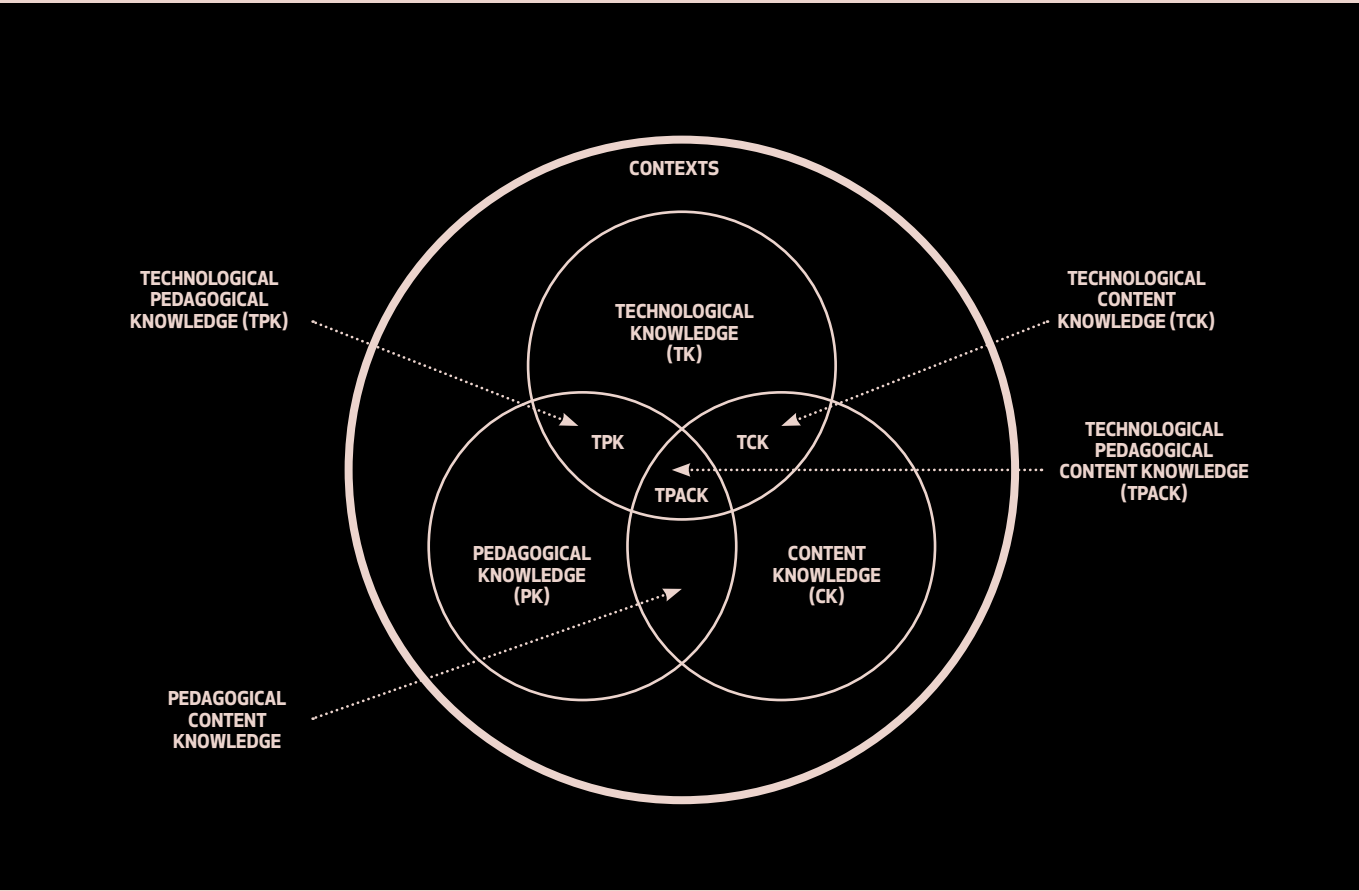 CONTEXTS
TECHNOLOGICAL
PEDAGOGICAL
KNOWLEDGE (TPK)
TECHNOLOGICAL
CONTENT
KNOWLEDGE (TCK)
TECHNOLOGICAL
KNOWLEDGE
(TK)
TPK
TCK
TECHNOLOGICAL
PEDAGOGICAL
CONTENT KNOWLEDGE
(TPACK)
TPACK
PEDAGOGICAL
KNOWLEDGE
(PK)
CONTENT
KNOWLEDGE
(CK)
PEDAGOGICAL
CONTENT
KNOWLEDGE